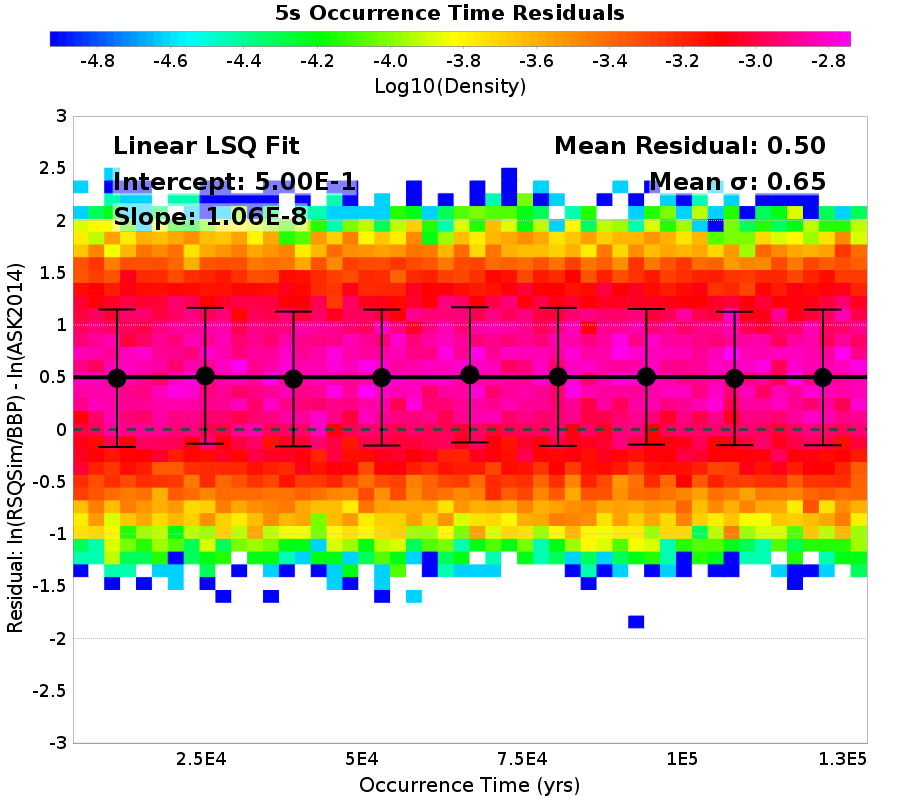 5s Occurrence Time Residuals
-4.8 -4.6 -4.4 -4.2 -4.0 -3.8 -3.6 -3.4 -3.2 -3.0 -2.8
Log10(Density)
Linear LSQ Fit
Intercept: 5.00E-1
Slope: 1.06E-8
Mean Residual: 0.50
Mean σ: 0.65
3
2.5
2
1.5
1
0.5
0
-0.5
-1
-1.5
-2
-2.5
-3
Residual: ln(RSQSim/BBP) - ln(ASK2014)
2.5E4 5E4 7.5E4 1E5 1.3E5
Occurrence Time (yrs)